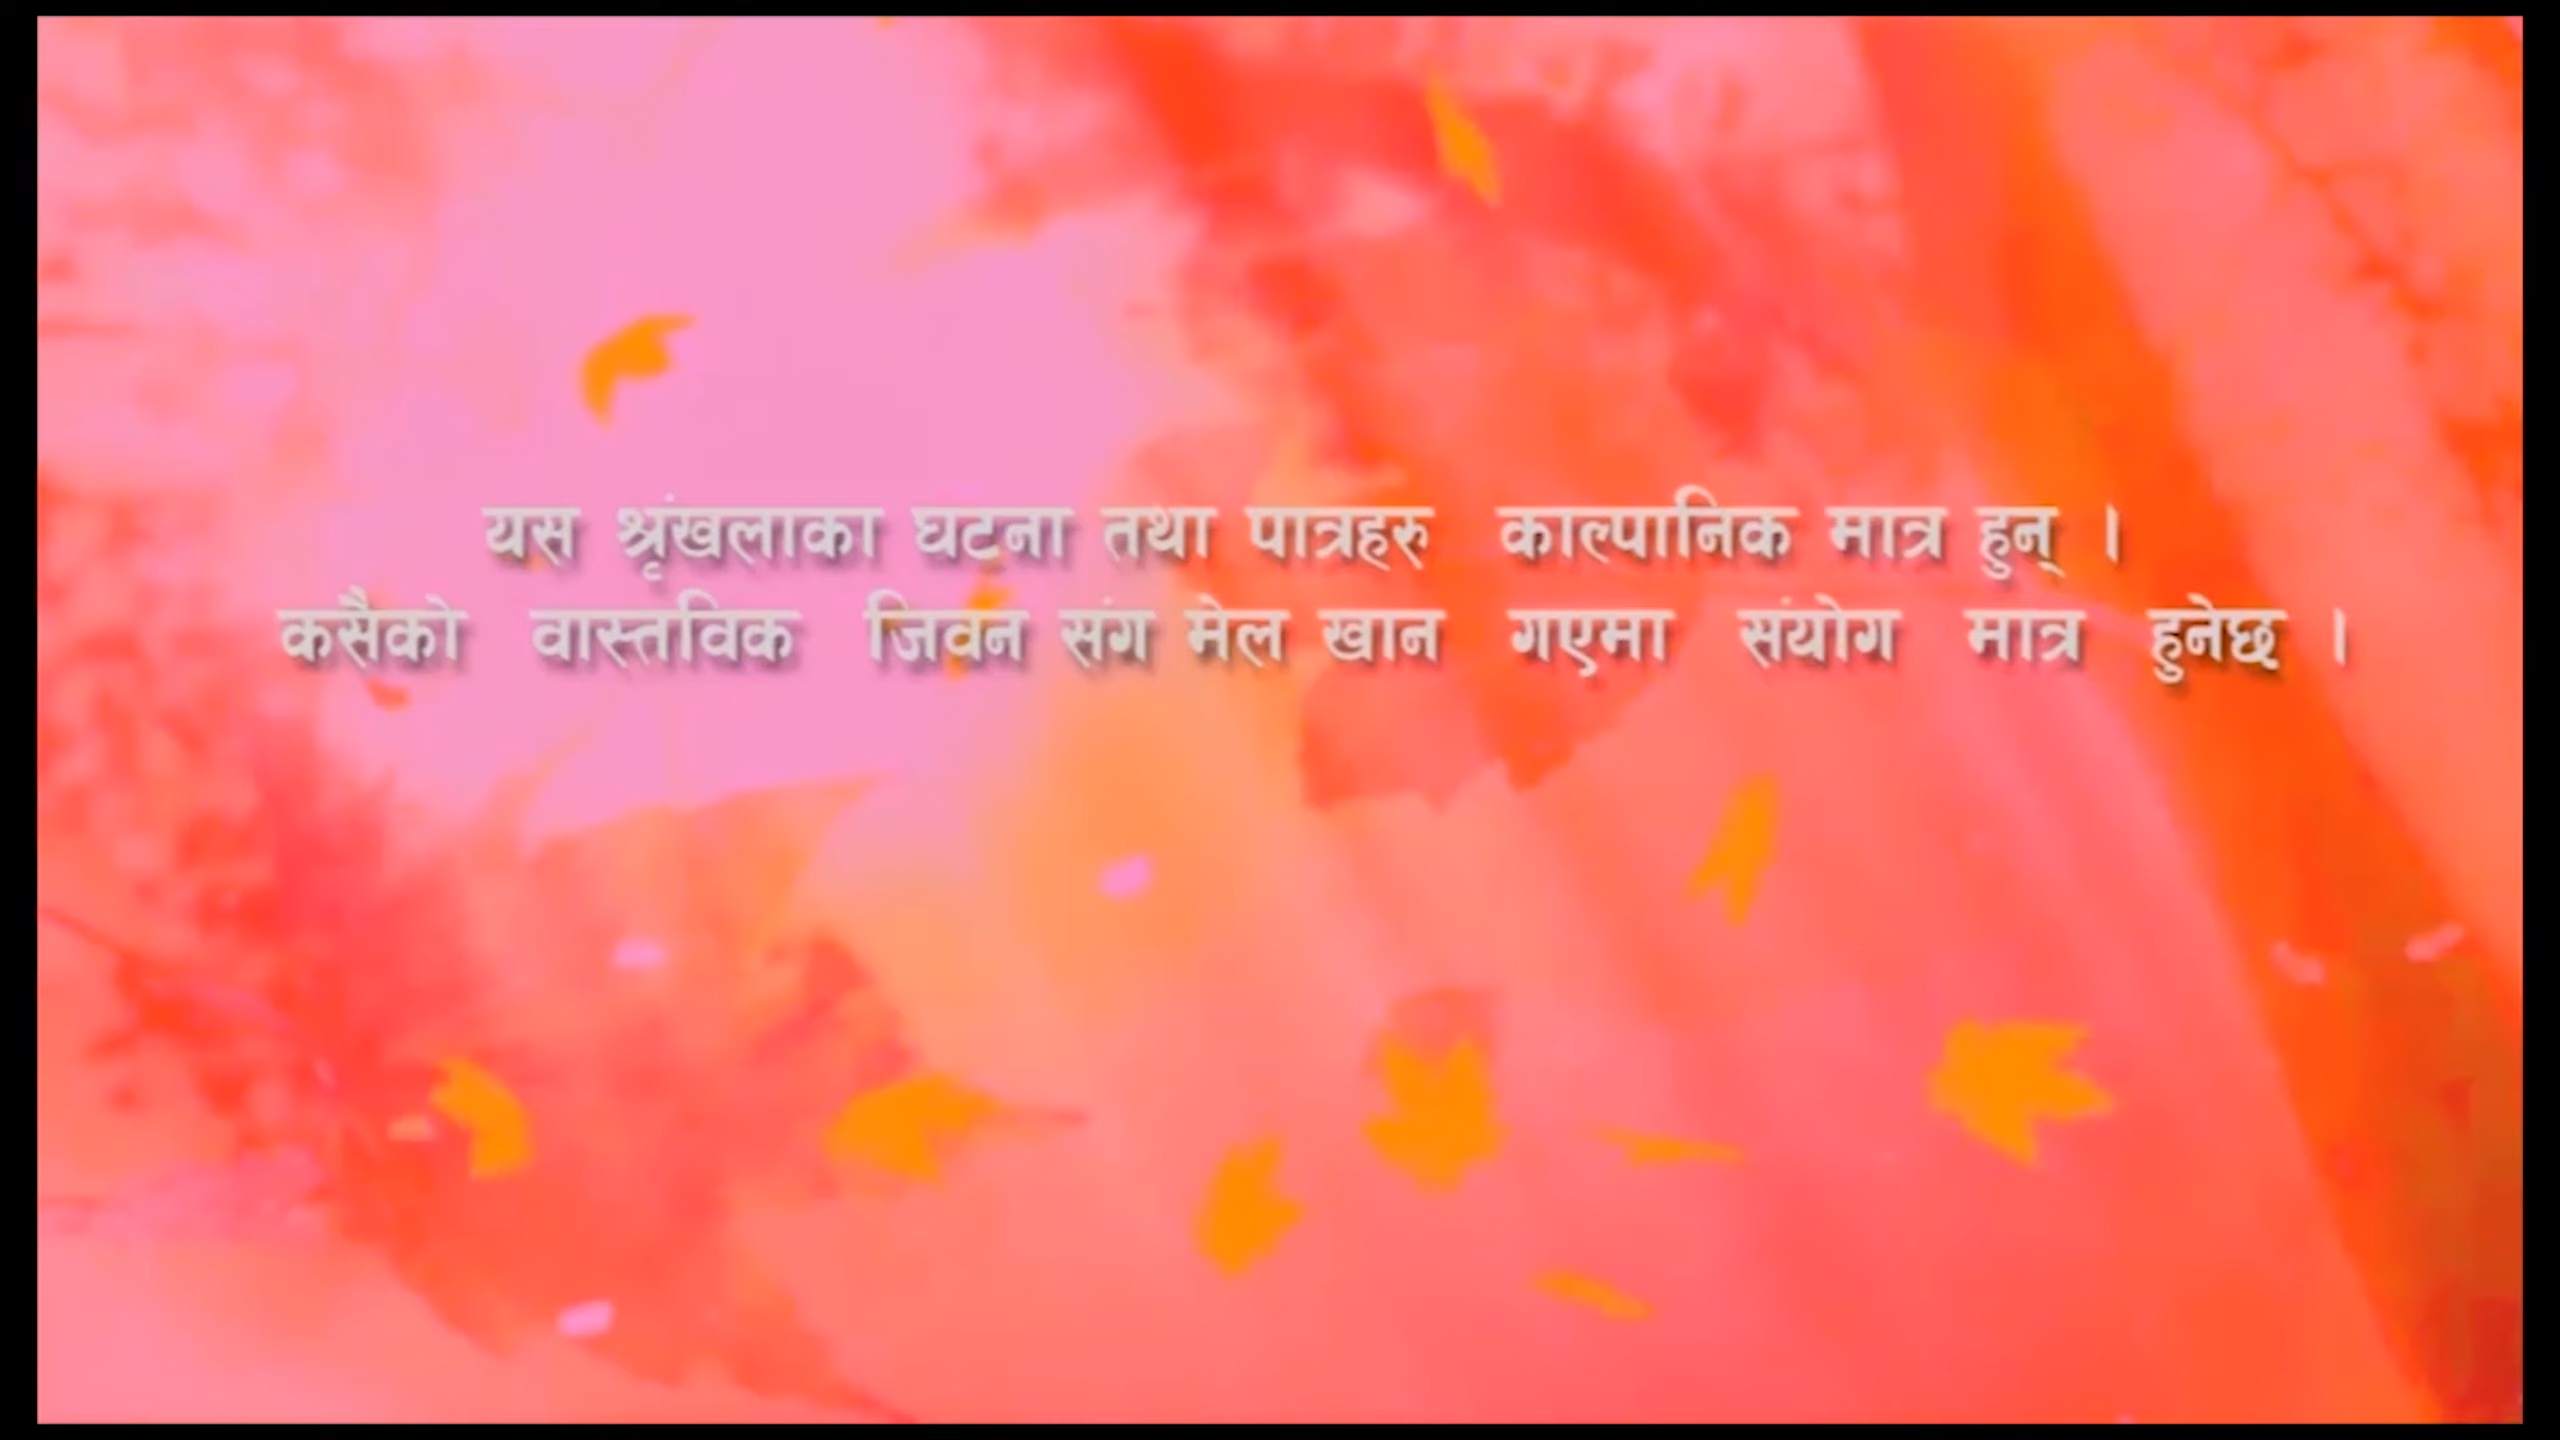 यस श्रृंखलाका घटना तथा पात्रहरु काल्पानिक मात्र हुन् ।
कसैको वास्तविक जिवन संग मेल खान गएमा संयोग मात्र हुनेछ ।